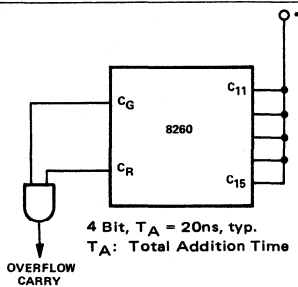 C_G
C_11
8260
C_R
C_15
4 Bit, T_A = 20ns, typ.
T_A: Total Addition Time
OVERFLOW
CARRY